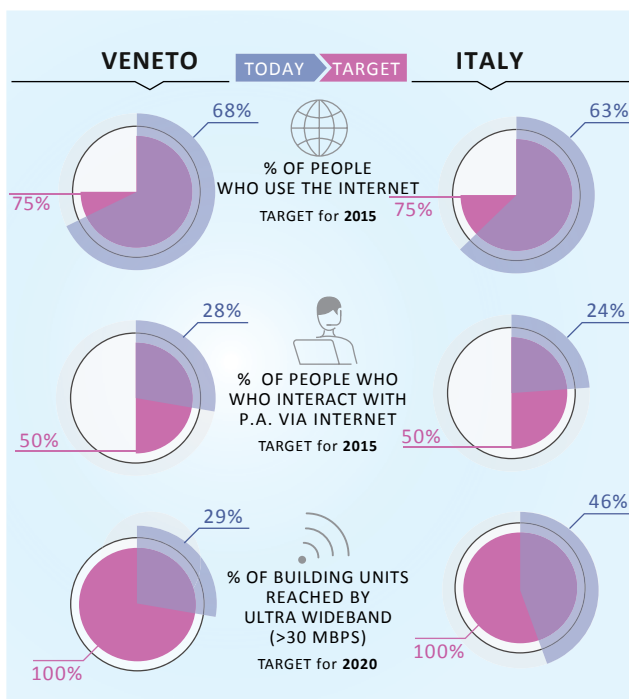 VENETO
TODAY
TARGET
ITALY
68%
63%
% OF PEOPLE
WHO USE THE INTERNET
75%
75%
TARGET for 2015
28%
24%
% OF PEOPLE WHO
WHO INTERACT WITH
P.A. VIA INTERNET
50%
50%
TARGET for 2015
29%
46%
% OF BUILDING UNITS
REACHED BY
ULTRA WIDEBAND
(>30 MBPS)
100%
100%
TARGET for 2020